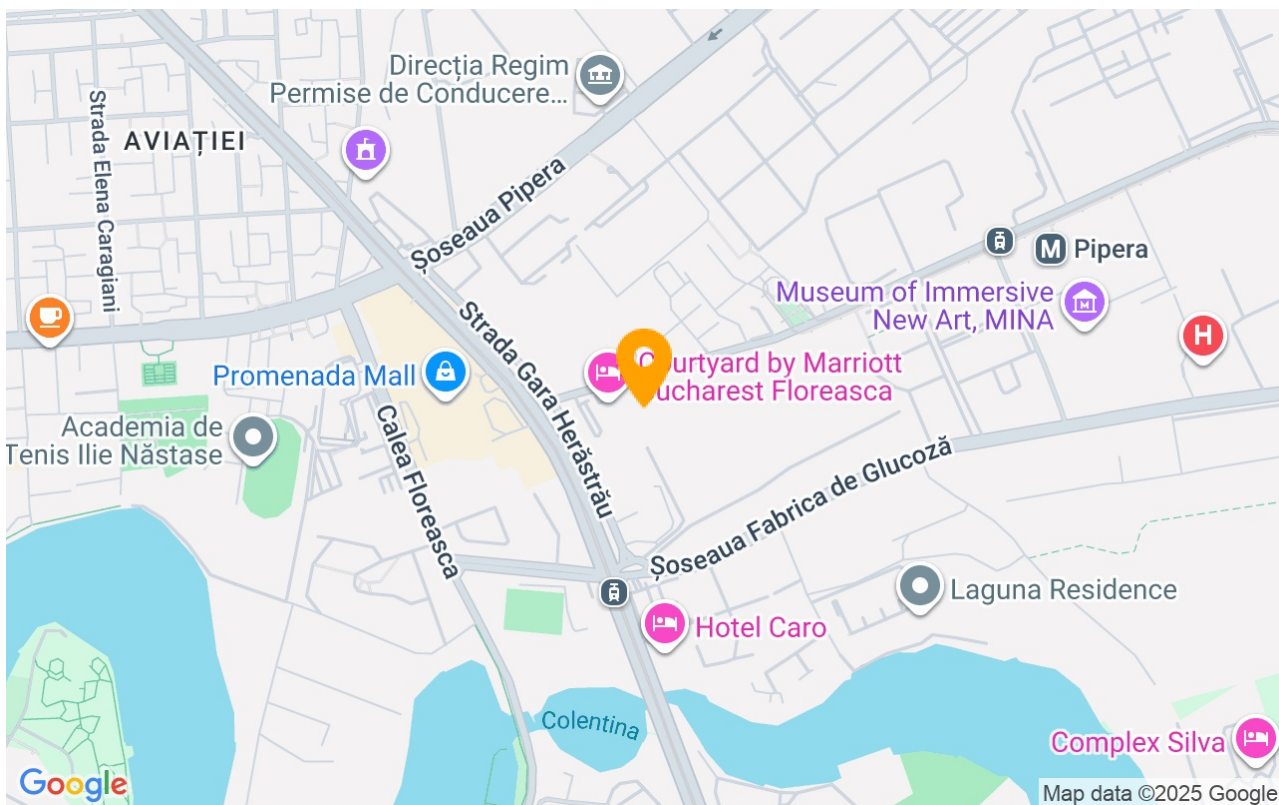 Direcția Regim
Permise de Conducere...
Strada Elena Caragiani
AVIAȚIEI
Șoseaua Pipera
M Pipera
Museum of Immersive
New Art, MINA
H
Strada Gara Herăstrău
Promenada Mall
ourtyard by Marriott
ucharest Floreasca
Academia de
Tenis Ilie Năstase
Calea Floreasca
Șoseaua Fabrica de Glucoză
Laguna Residence
Hotel Caro
Colentina
Complex Silva
Google
Map data ©2025 Google